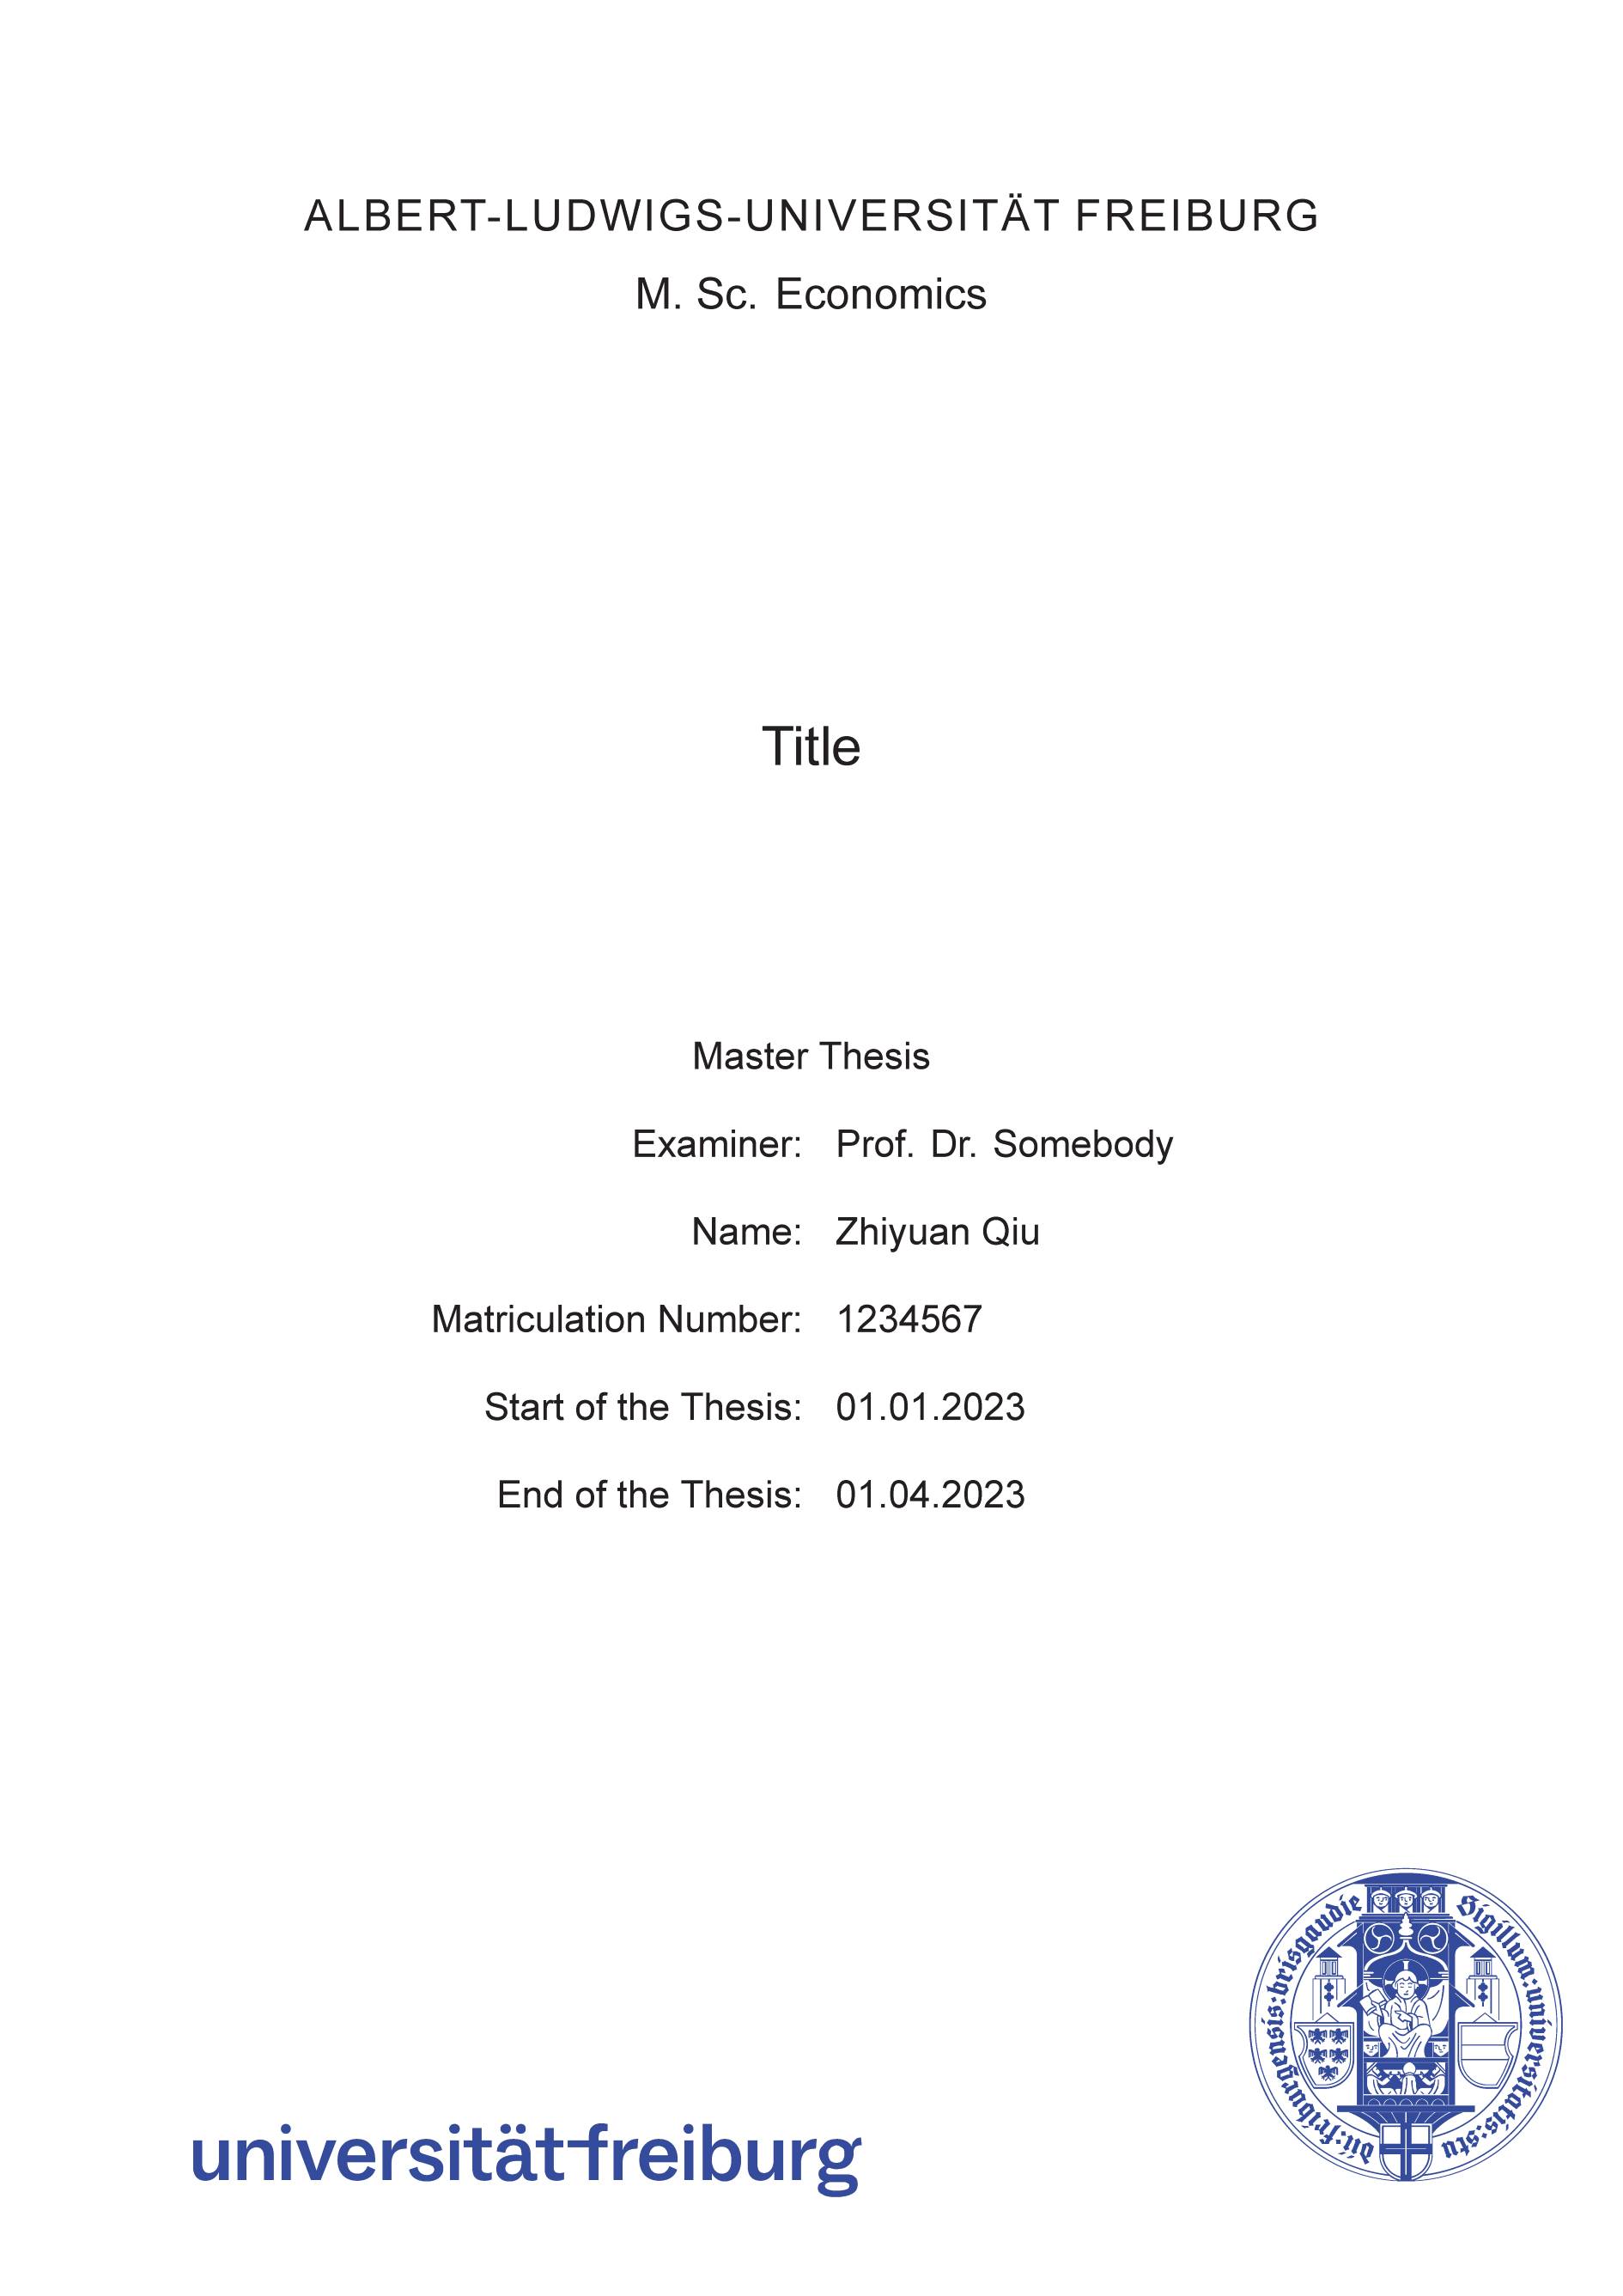 ALBERT-LUDWIGS-UNIVERSITÄT FREIBURG
M. Sc. Economics
Title
Master Thesis
Examiner: Prof. Dr. Somebody
Name: Zhiyuan Qiu
Matriculation Number: 1234567
Start of the Thesis: 01.01.2023
End of the Thesis: 01.04.2023
Sigillum:universitatis:stu
dii:friburgensis:brisgaudie
universität freiburg